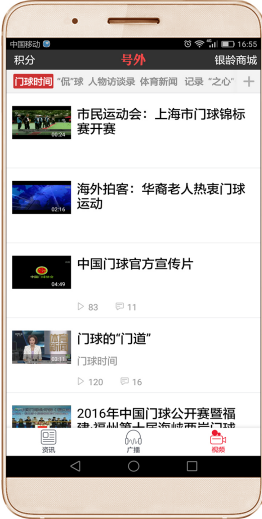 中国移动 4G 16:55
积分 号外 银龄商城
门球时间 "侃"球 人物访谈录 体育新闻 记录 "之心"
市民运动会：上海市门球锦标
赛开赛
00:24
海外拍客：华裔老人热衷门球
运动
02:16
中国门球官方宣传片
04:49
83 11
门球的"门道"
门球时间
120 16
2016年中国门球公开赛暨福
建·福州第十届海峡两岸门球
资讯 广播 视频